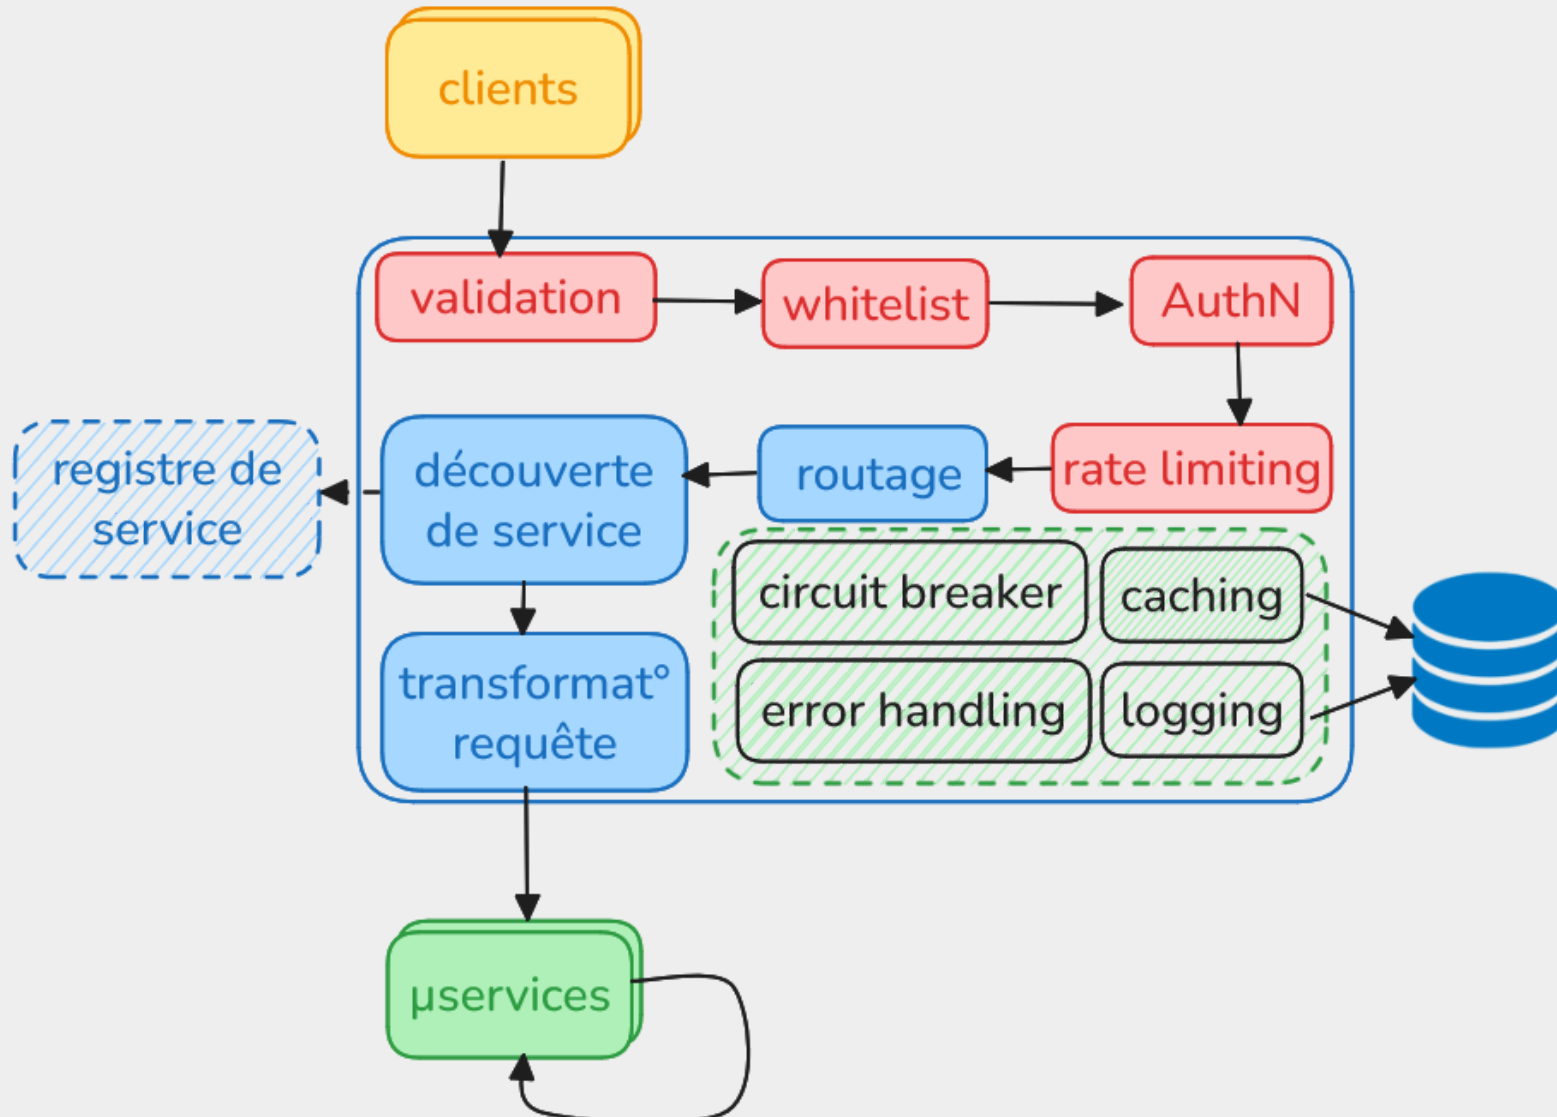 clients
validation
whitelist
AuthN
registre de
service
découverte
de service
routage
rate limiting
circuit breaker
caching
transformat°
requête
error handling
logging
µservices